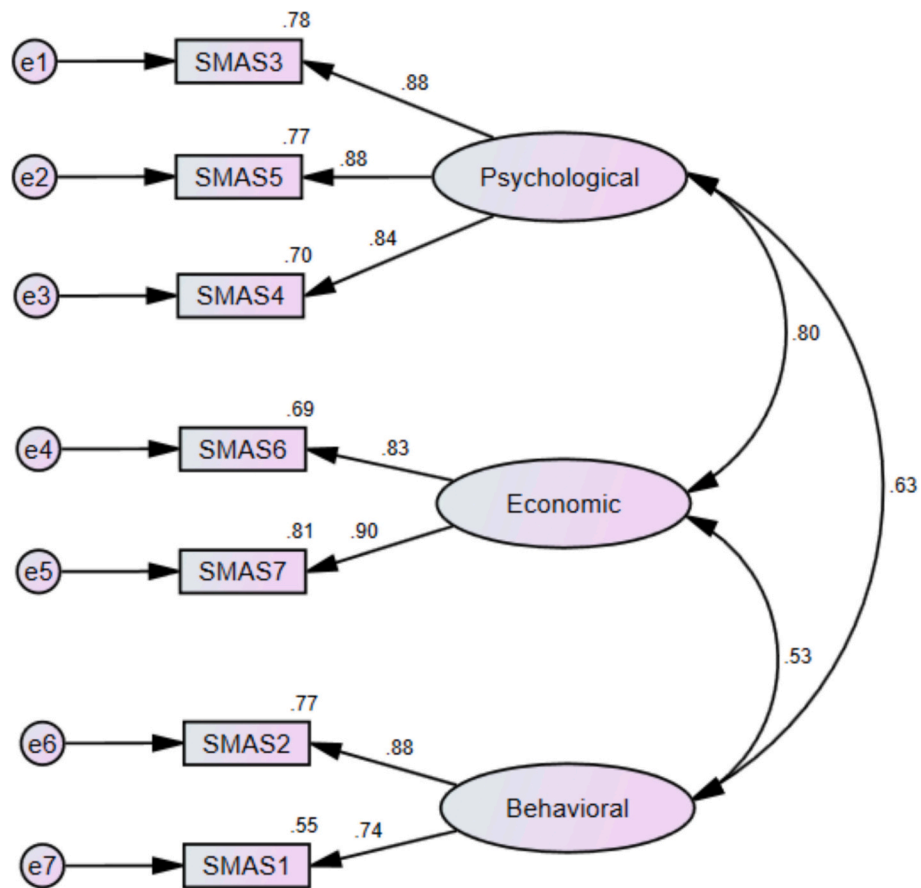 .78
e1
SMAS3
.88
.77
e2
SMAS5
.88
Psychological
.84
.70
e3
SMAS4
.80
.69
e4
SMAS6
.83
Economic
.63
.81
.90
e5
SMAS7
.53
.77
e6
SMAS2
.88
Behavioral
.55
.74
e7
SMAS1